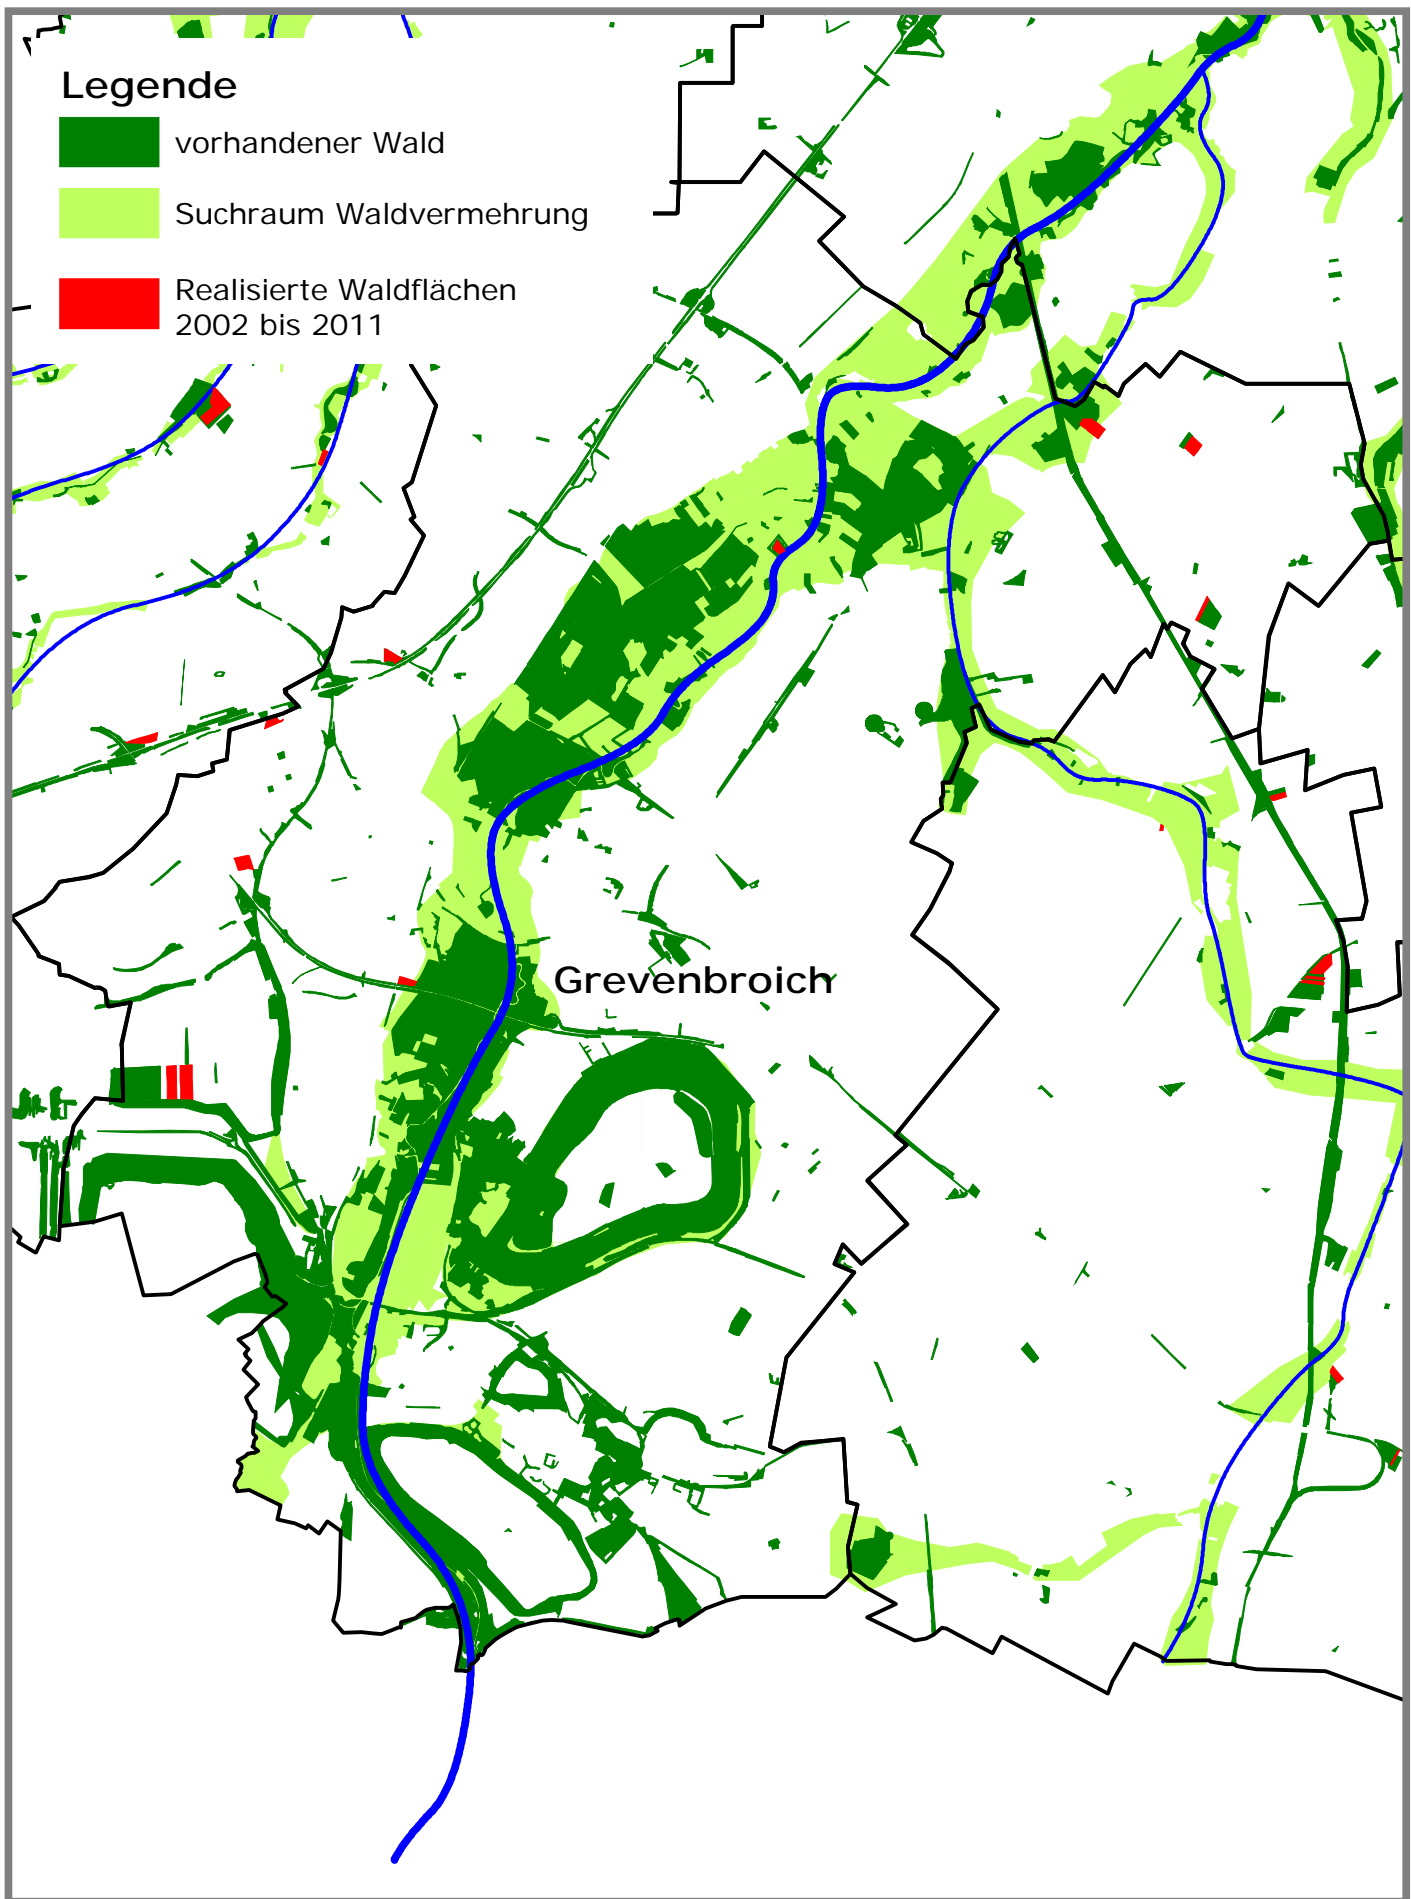 Legende
vorhandener Wald
Suchraum Waldvermehrung
Realisierte Waldflächen
2002 bis 2011
Grevenbroich